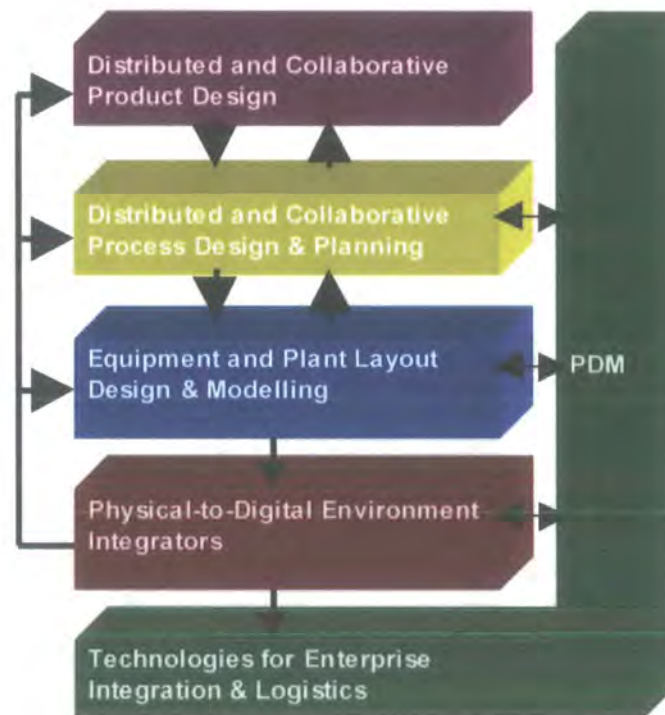 Distributed and Collaborative
Product Design
Distributed and Collaborative
Process Design & Planning
Equipment and Plant Layout
Design & Modelling
PDM
Physical-to-Digital Environment
Integrators
Technologies for Enterprise
Integration & Logistics